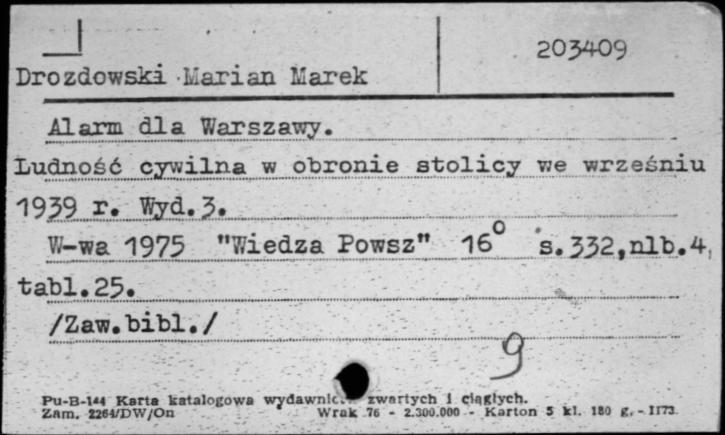 203409
Drozdowski Marian Marek
Alarm dla Warszawy.
Ludność cywilna w obronie stolicy we wrześniu
1939 r. Wyd.3.
W-wa 1975 "Wiedza Powsz" 16° s.332,nlb.4,
tabl.25.
/Zaw.bibl./
9
Pu-B-144 Karta katalogowa zwartych i ciągłych.
Zam. 2264/DW/On Wrak 76 - 2.300.000 - Karton 5 kl. 180 g. - 1173